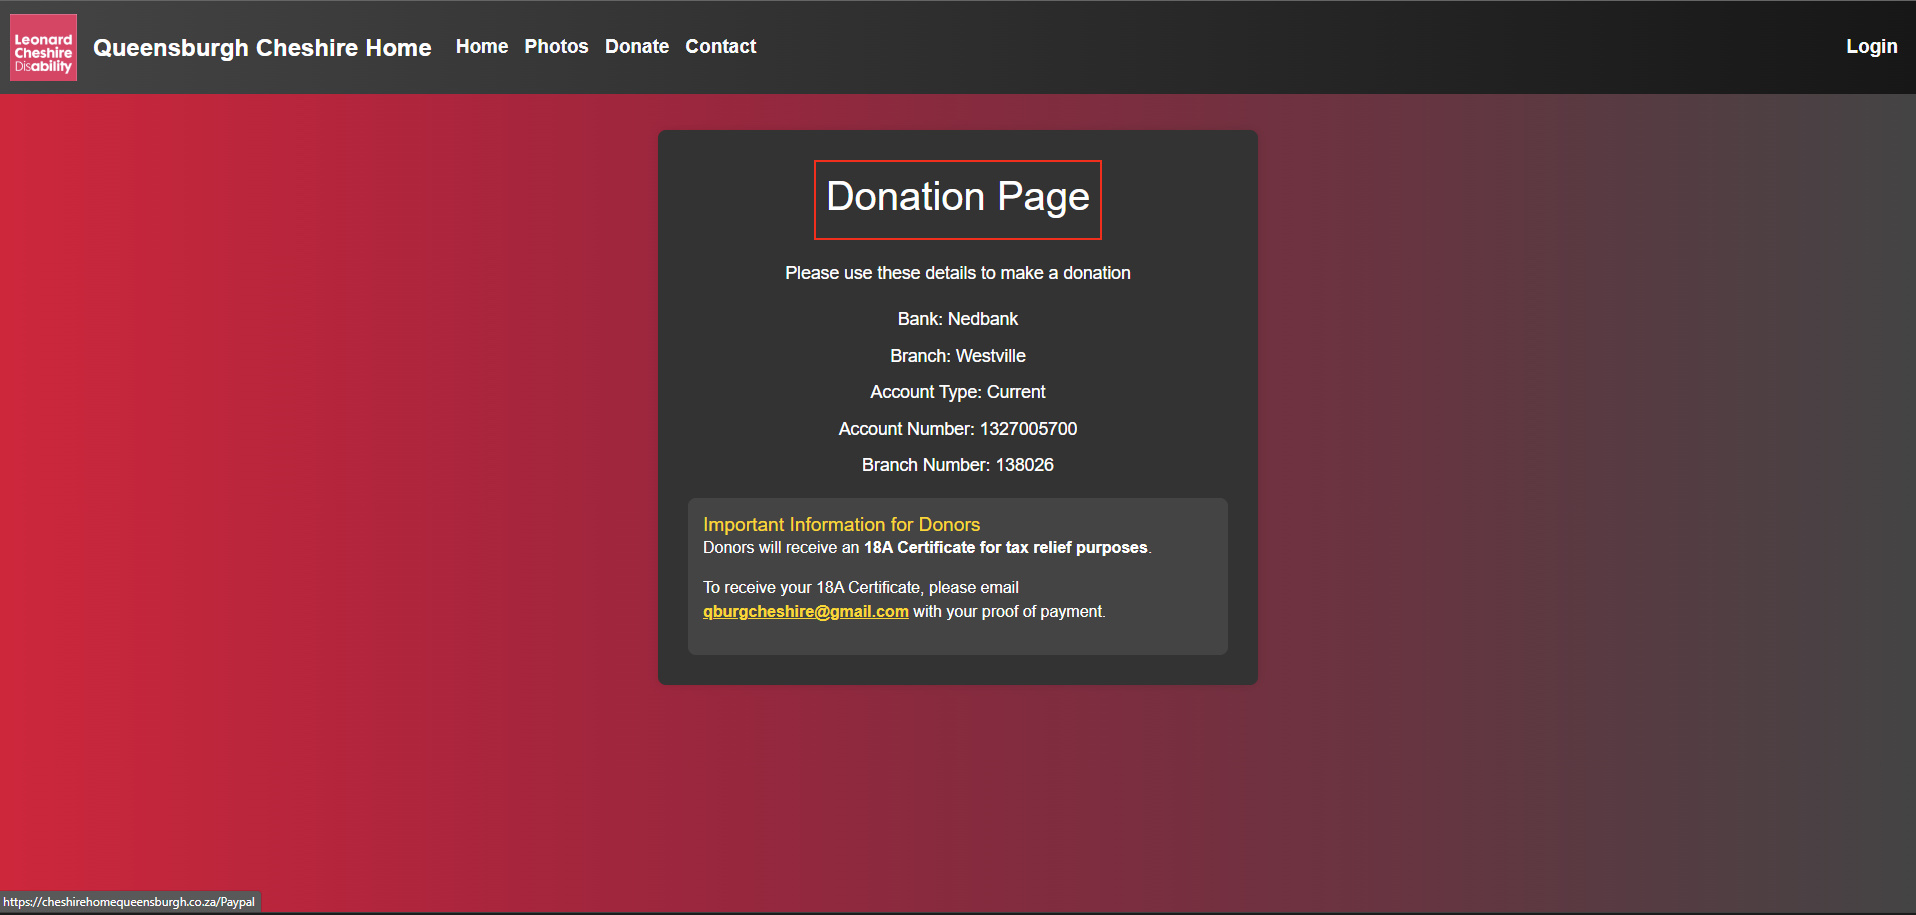 Leonard
Cheshire
Disability
Queensburgh Cheshire Home
Home Photos Donate Contact
Login
Donation Page
Please use these details to make a donation
Bank: Nedbank
Branch: Westville
Account Type: Current
Account Number: 1327005700
Branch Number: 138026
Important Information for Donors
Donors will receive an 18A Certificate for tax relief purposes.
To receive your 18A Certificate, please email
qburgcheshire@gmail.com with your proof of payment.
https://cheshirehomequeensburgh.co.za/Paypal